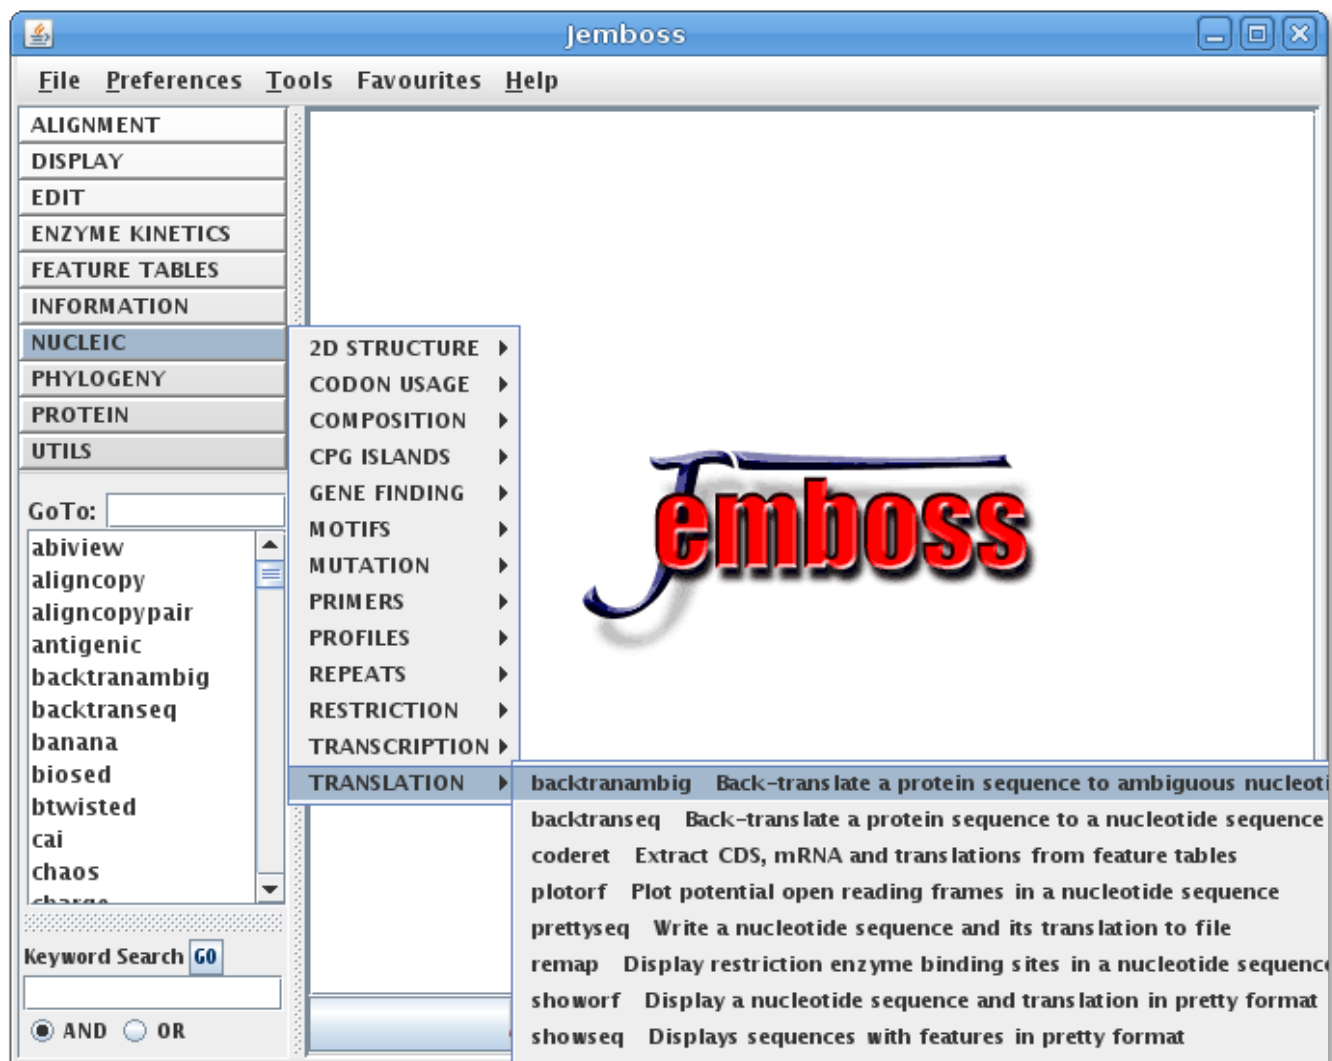 Jemboss
File Preferences Tools Favourites Help
ALIGNMENT
DISPLAY
EDIT
ENZYME KINETICS
FEATURE TABLES
INFORMATION
NUCLEIC
PHYLOGENY
PROTEIN
UTILS
GoTo:
abiview
aligncopy
aligncopypair
antigenic
backtranambig
backtranseq
banana
biosed
btwisted
cai
chaos
charge
Keyword Search GO
AND OR
2D STRUCTURE
CODON USAGE
COMPOSITION
CPG ISLANDS
GENE FINDING
MOTIFS
MUTATION
PRIMERS
PROFILES
REPEATS
RESTRICTION
TRANSCRIPTION
TRANSLATION
backtranambig Back-translate a protein sequence to ambiguous nucleoti
backtranseq Back-translate a protein sequence to a nucleotide sequence
coderet Extract CDS, mRNA and translations from feature tables
plotorf Plot potential open reading frames in a nucleotide sequence
prettyseq Write a nucleotide sequence and its translation to file
remap Display restriction enzyme binding sites in a nucleotide sequence
showorf Display a nucleotide sequence and translation in pretty format
showseq Displays sequences with features in pretty format
Jemboss